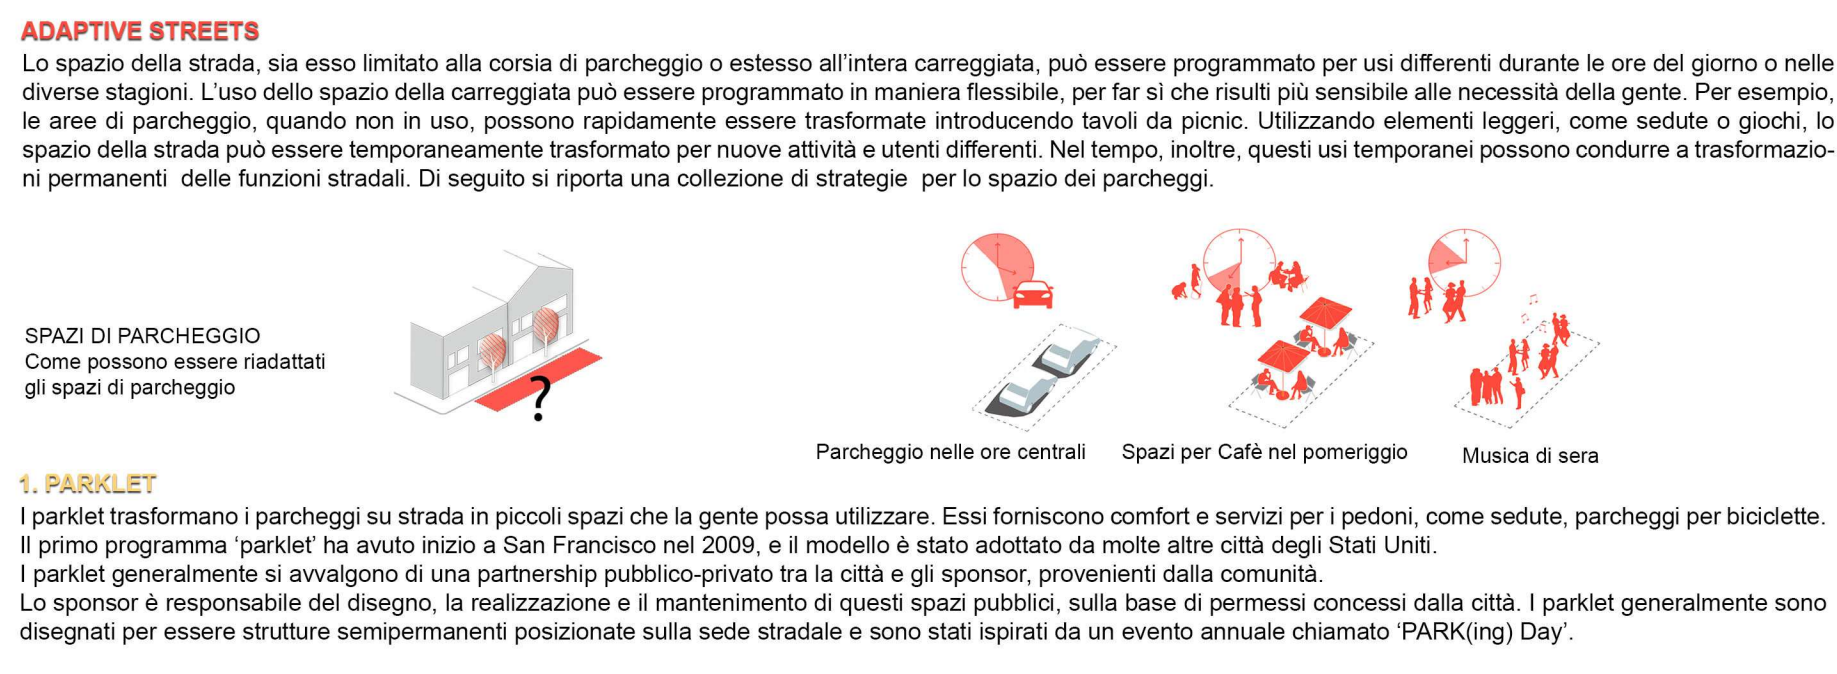 ADAPTIVE STREETS
Lo spazio della strada, sia esso limitato alla corsia di parcheggio o estesso all’intera carreggiata, può essere programmato per usi differenti durante le ore del giorno o nelle
diverse stagioni. L’uso dello spazio della carreggiata può essere programmato in maniera flessibile, per far sì che risulti più sensibile alle necessità della gente. Per esempio,
le aree di parcheggio, quando non in uso, possono rapidamente essere trasformate introducendo tavoli da picnic. Utilizzando elementi leggeri, come sedute o giochi, lo
spazio della strada può essere temporaneamente trasformato per nuove attività e utenti differenti. Nel tempo, inoltre, questi usi temporanei possono condurre a trasformazio-
ni permanenti  delle funzioni stradali. Di seguito si riporta una collezione di strategie  per lo spazio dei parcheggi.
SPAZI DI PARCHEGGIO
Come possono essere riadattati
gli spazi di parcheggio
?
Parcheggio nelle ore centrali
Spazi per Cafè nel pomeriggio
Musica di sera
1. PARKLET
I parklet trasformano i parcheggi su strada in piccoli spazi che la gente possa utilizzare. Essi forniscono comfort e servizi per i pedoni, come sedute, parcheggi per biciclette.
Il primo programma ‘parklet’ ha avuto inizio a San Francisco nel 2009, e il modello è stato adottato da molte altre città degli Stati Uniti.
I parklet generalmente si avvalgono di una partnership pubblico-privato tra la città e gli sponsor, provenienti dalla comunità.
Lo sponsor è responsabile del disegno, la realizzazione e il mantenimento di questi spazi pubblici, sulla base di permessi concessi dalla città. I parklet generalmente sono
disegnati per essere strutture semipermanenti posizionate sulla sede stradale e sono stati ispirati da un evento annuale chiamato ‘PARK(ing) Day’.